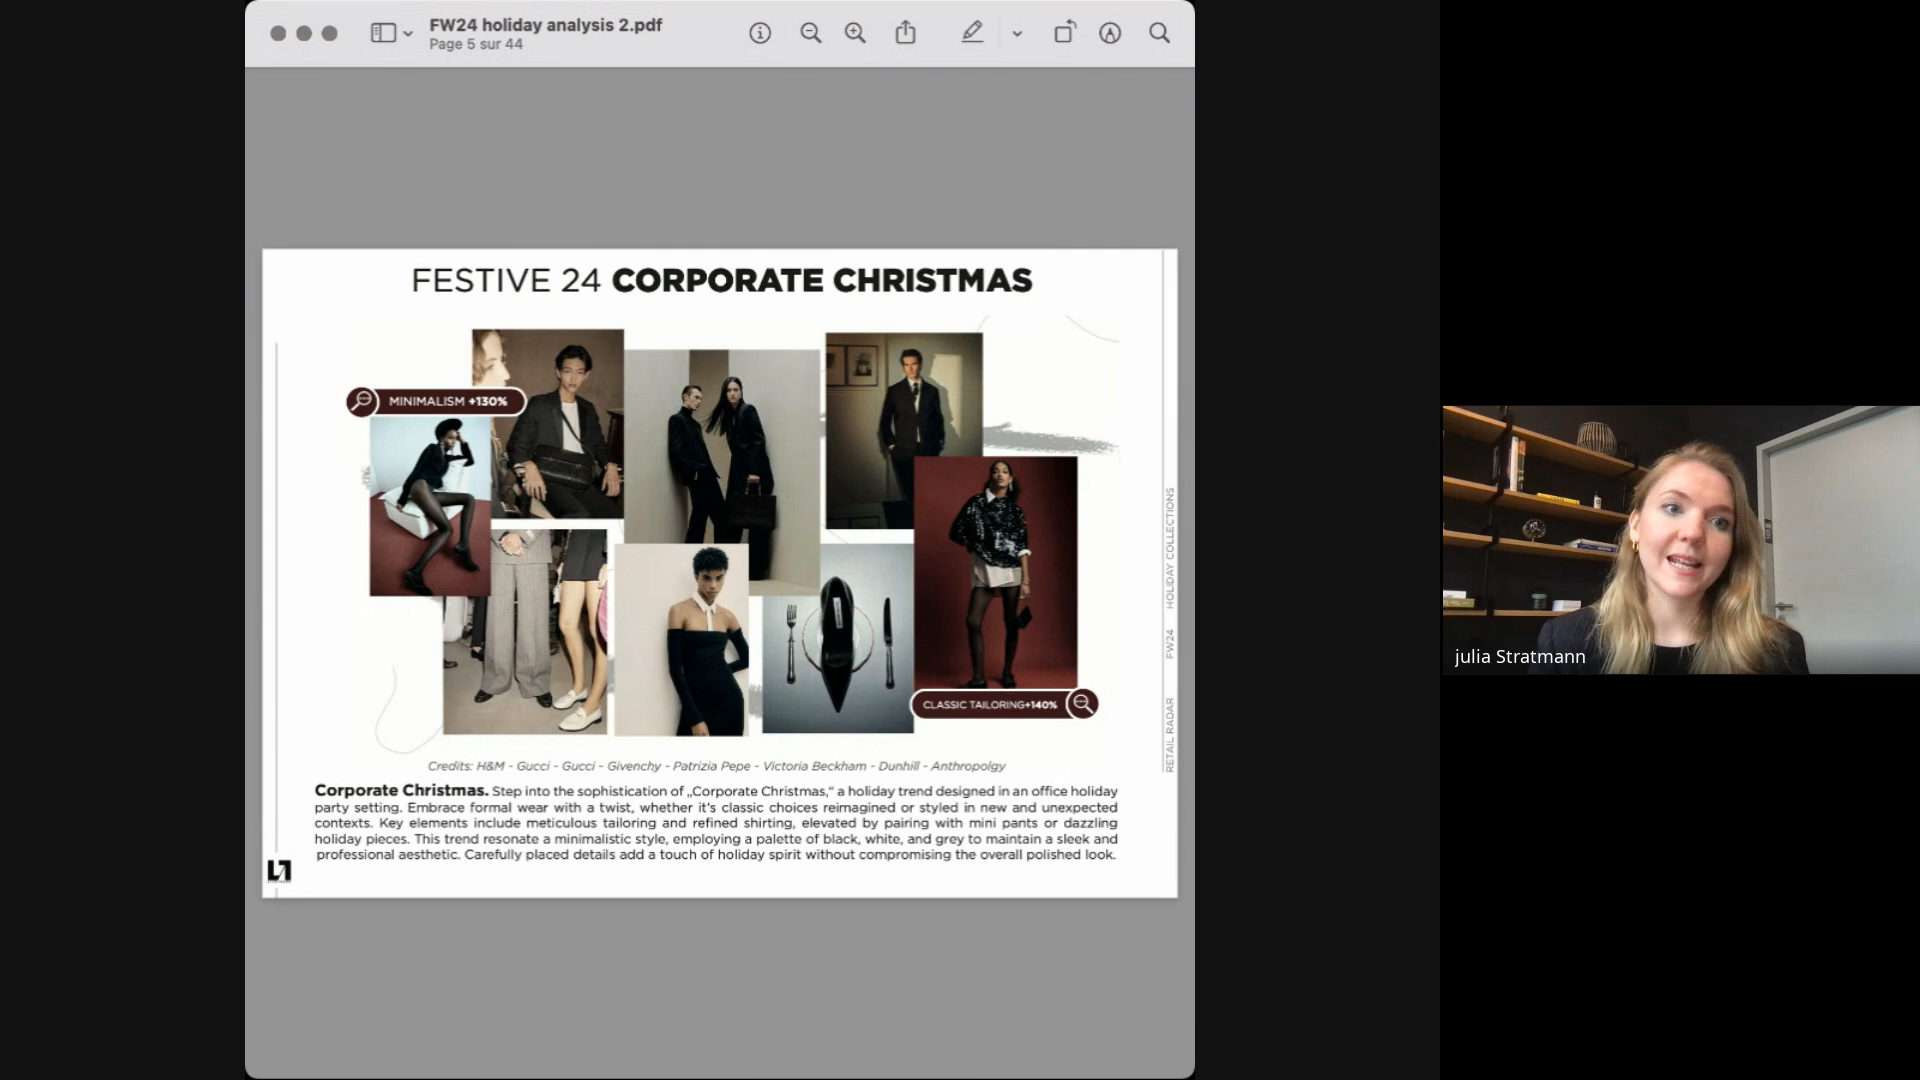 FW24 holiday analysis 2.pdf
Page 5 sur 44
FESTIVE 24 CORPORATE CHRISTMAS
MINIMALISM +130%
CLASSIC TAILORING+140%
Credits: H&M - Gucci - Gucci - Givenchy - Patrizia Pepe - Victoria Beckham - Dunhill - Anthropolgy
Corporate Christmas. Step into the sophistication of „Corporate Christmas,“ a holiday trend designed in an office holiday
party setting. Embrace formal wear with a twist, whether it's classic choices reimagined or styled in new and unexpected
contexts. Key elements include meticulous tailoring and refined shirting, elevated by pairing with mini pants or dazzling
holiday pieces. This trend resonate a minimalistic style, employing a palette of black, white, and grey to maintain a sleek and
professional aesthetic. Carefully placed details add a touch of holiday spirit without compromising the overall polished look.
RETAIL RADAR FW24 HOLIDAY COLLECTIONS
julia Stratmann